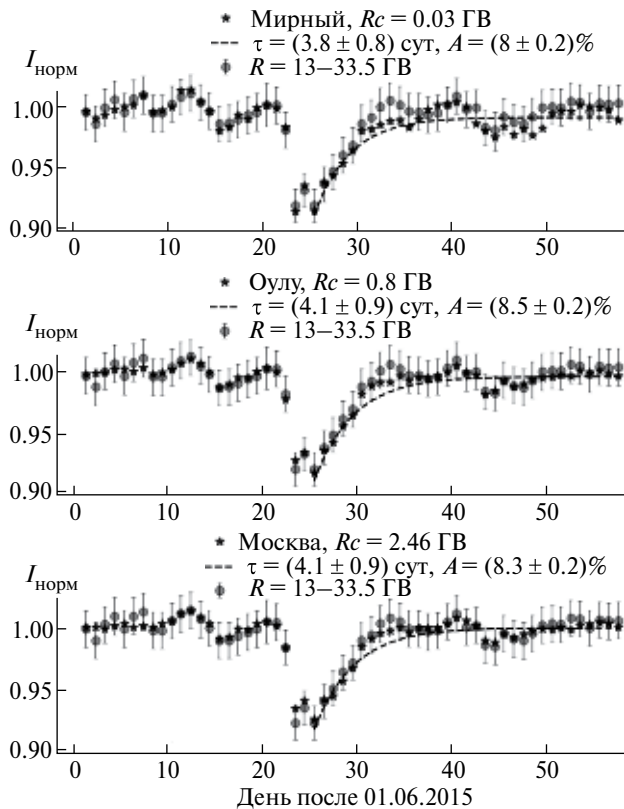 Мирный, Rc = 0.03 ГВ
τ = (3.8 ± 0.8) сут, A = (8 ± 0.2)%
R = 13–33.5 ГВ
Iнорм
1.00
0.95
0.90
0 10 20 30 40 50
Оулу, Rc = 0.8 ГВ
τ = (4.1 ± 0.9) сут, A = (8.5 ± 0.2)%
R = 13–33.5 ГВ
Iнорм
1.00
0.95
0.90
0 10 20 30 40 50
Москва, Rc = 2.46 ГВ
τ = (4.1 ± 0.9) сут, A = (8.3 ± 0.2)%
R = 13–33.5 ГВ
Iнорм
1.00
0.95
0.90
0 10 20 30 40 50
День после 01.06.2015